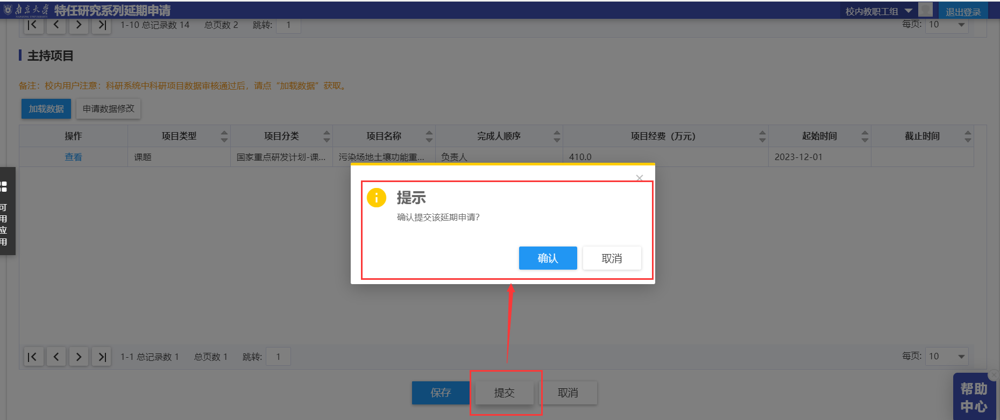 南京大学 特任研究系列延期申请 校内教职工组 退出登录
NANJING UNIVERSITY
1-10 总记录数 14 总页数 2 跳转: 1 每页: 10
主持项目
备注：校内用户注意：科研系统中科研项目数据审核通过后，请点“加载数据”获取。
加载数据 申请数据修改
操作 项目类型 项目分类 项目名称 完成人顺序 项目经费（万元） 起始时间 截止时间
查看 课题 国家重点研发计划-课... 污染场地土壤功能重... 负责人 410.0 2023-12-01
可用应用
提示
确认提交该延期申请?
确认 取消
1-1 总记录数 1 总页数 1 跳转: 1 每页: 10
保存 提交 取消
帮助
中心